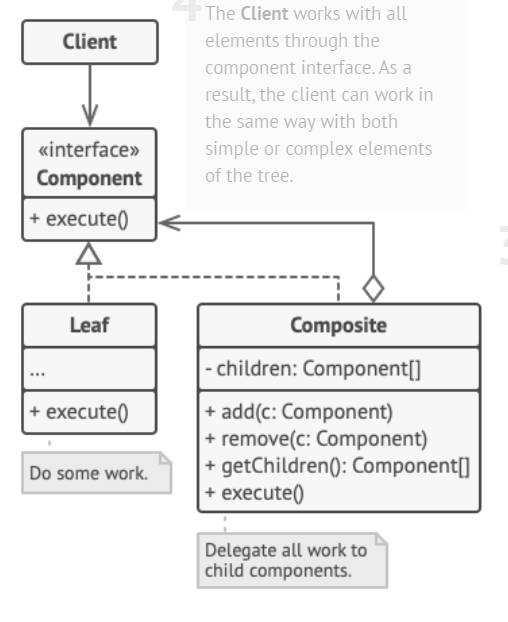 4
The Client works with all
elements through the
component interface. As a
result, the client can work in
the same way with both
simple or complex elements
of the tree.
Client
«interface»
Component
+ execute()
Leaf
...
+ execute()
Do some work.
Composite
- children: Component[]
+ add(c: Component)
+ remove(c: Component)
+ getChildren(): Component[]
+ execute()
Delegate all work to
child components.